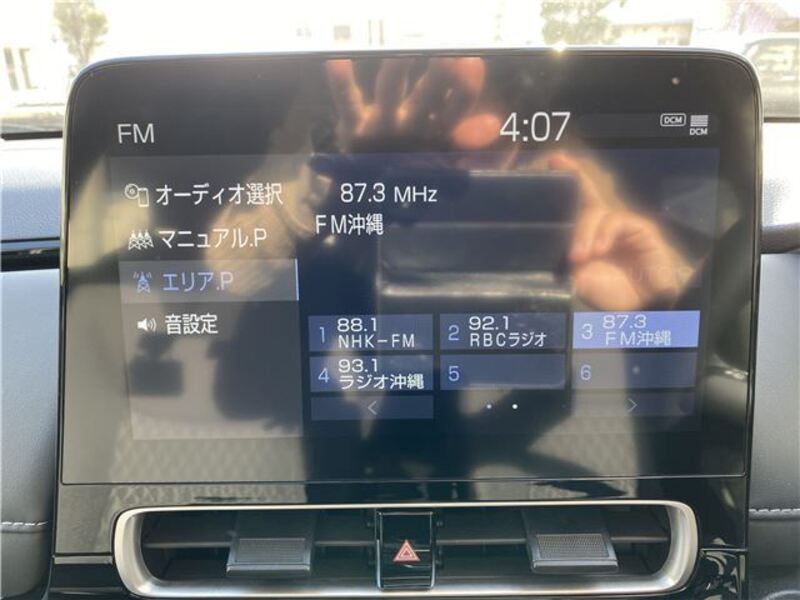 FM
4:07
DCM
DCM
オーディオ選択
マニュアル.P
エリア.P
音設定
87.3 MHz
FM沖縄
1 88.1 NHK-FM
2 92.1 RBCラジオ
3 87.3 FM沖縄
4 93.1 ラジオ沖縄
5
6